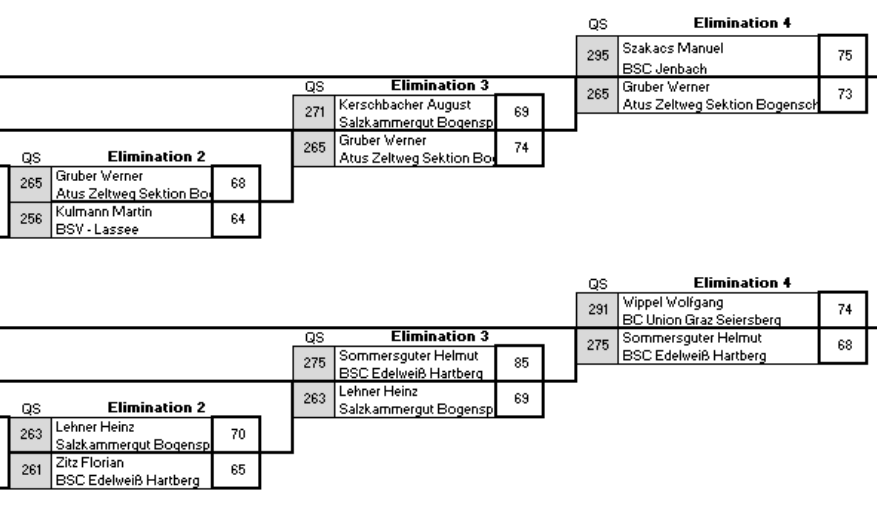 QS Elimination 4
295 Szakacs Manuel 75
BSC Jenbach
265 Gruber Werner 73
Atus Zeltweg Sektion Bogensch
QS Elimination 3
271 Kerschbacher August 69
Salzkammergut Bogensp
265 Gruber Werner 74
Atus Zeltweg Sektion Bog
QS Elimination 2
265 Gruber Werner 68
Atus Zeltweg Sektion Bog
256 Kulmann Martin 64
BSV - Lassee
QS Elimination 4
291 Wippel Wolfgang 74
BC Union Graz Seiersberg
275 Sommersguter Helmut 68
BSC Edelweiß Hartberg
QS Elimination 3
275 Sommersguter Helmut 85
BSC Edelweiß Hartberg
263 Lehner Heinz 69
Salzkammergut Bogensp
QS Elimination 2
263 Lehner Heinz 70
Salzkammergut Bogensp
261 Zitz Florian 65
BSC Edelweiß Hartberg